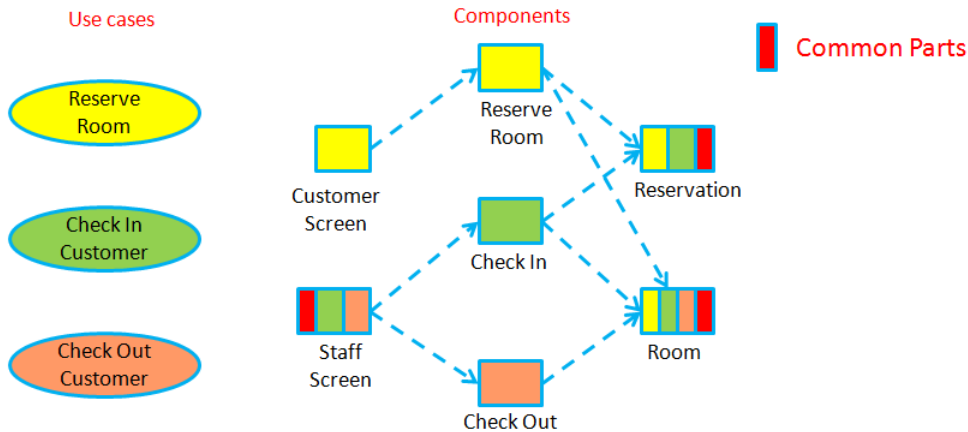 Use cases
Components
Common Parts
Reserve
Room
Reserve
Room
Customer
Screen
Reservation
Check In
Customer
Check In
Staff
Screen
Room
Check Out
Customer
Check Out